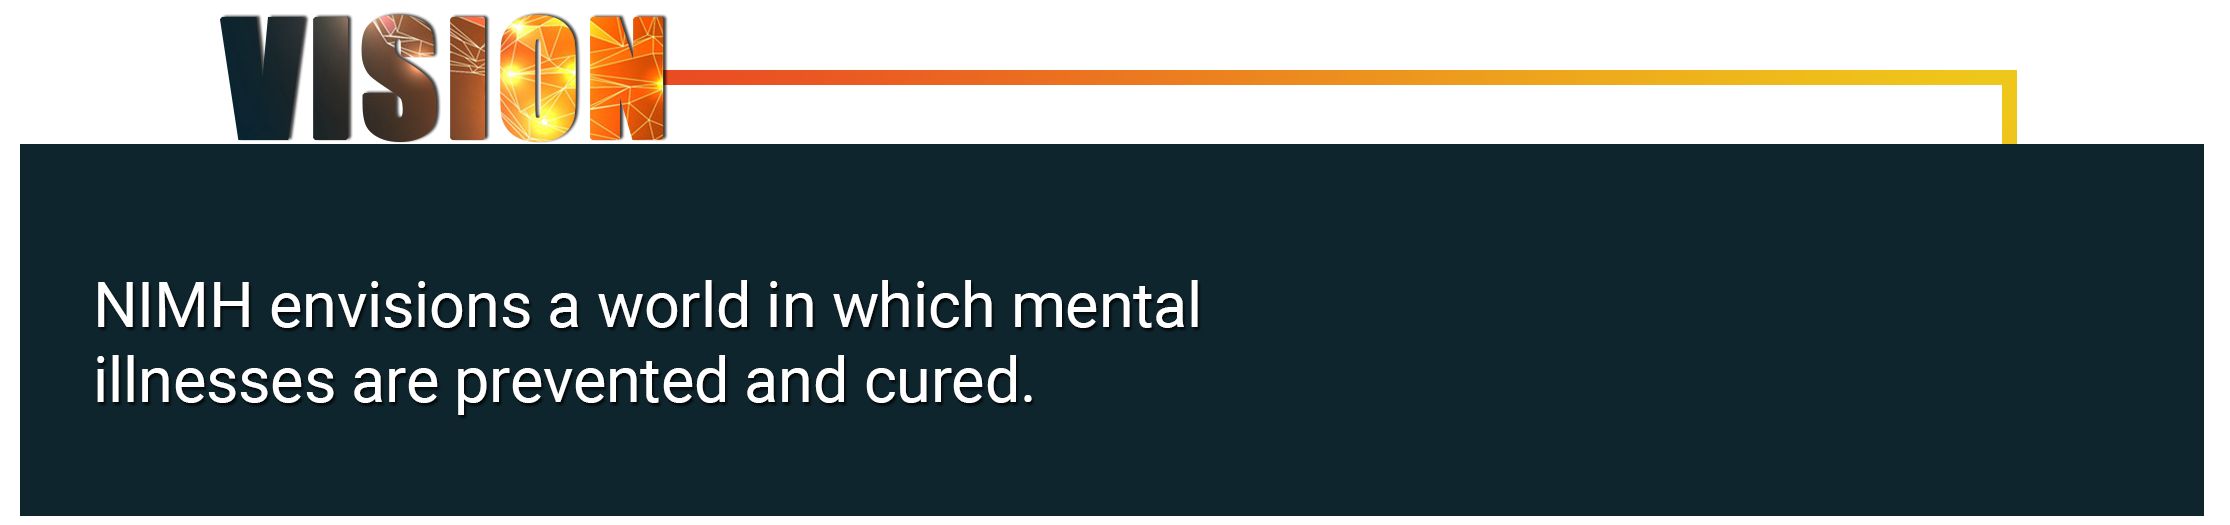 VISION
NIMH envisions a world in which mental
illnesses are prevented and cured.